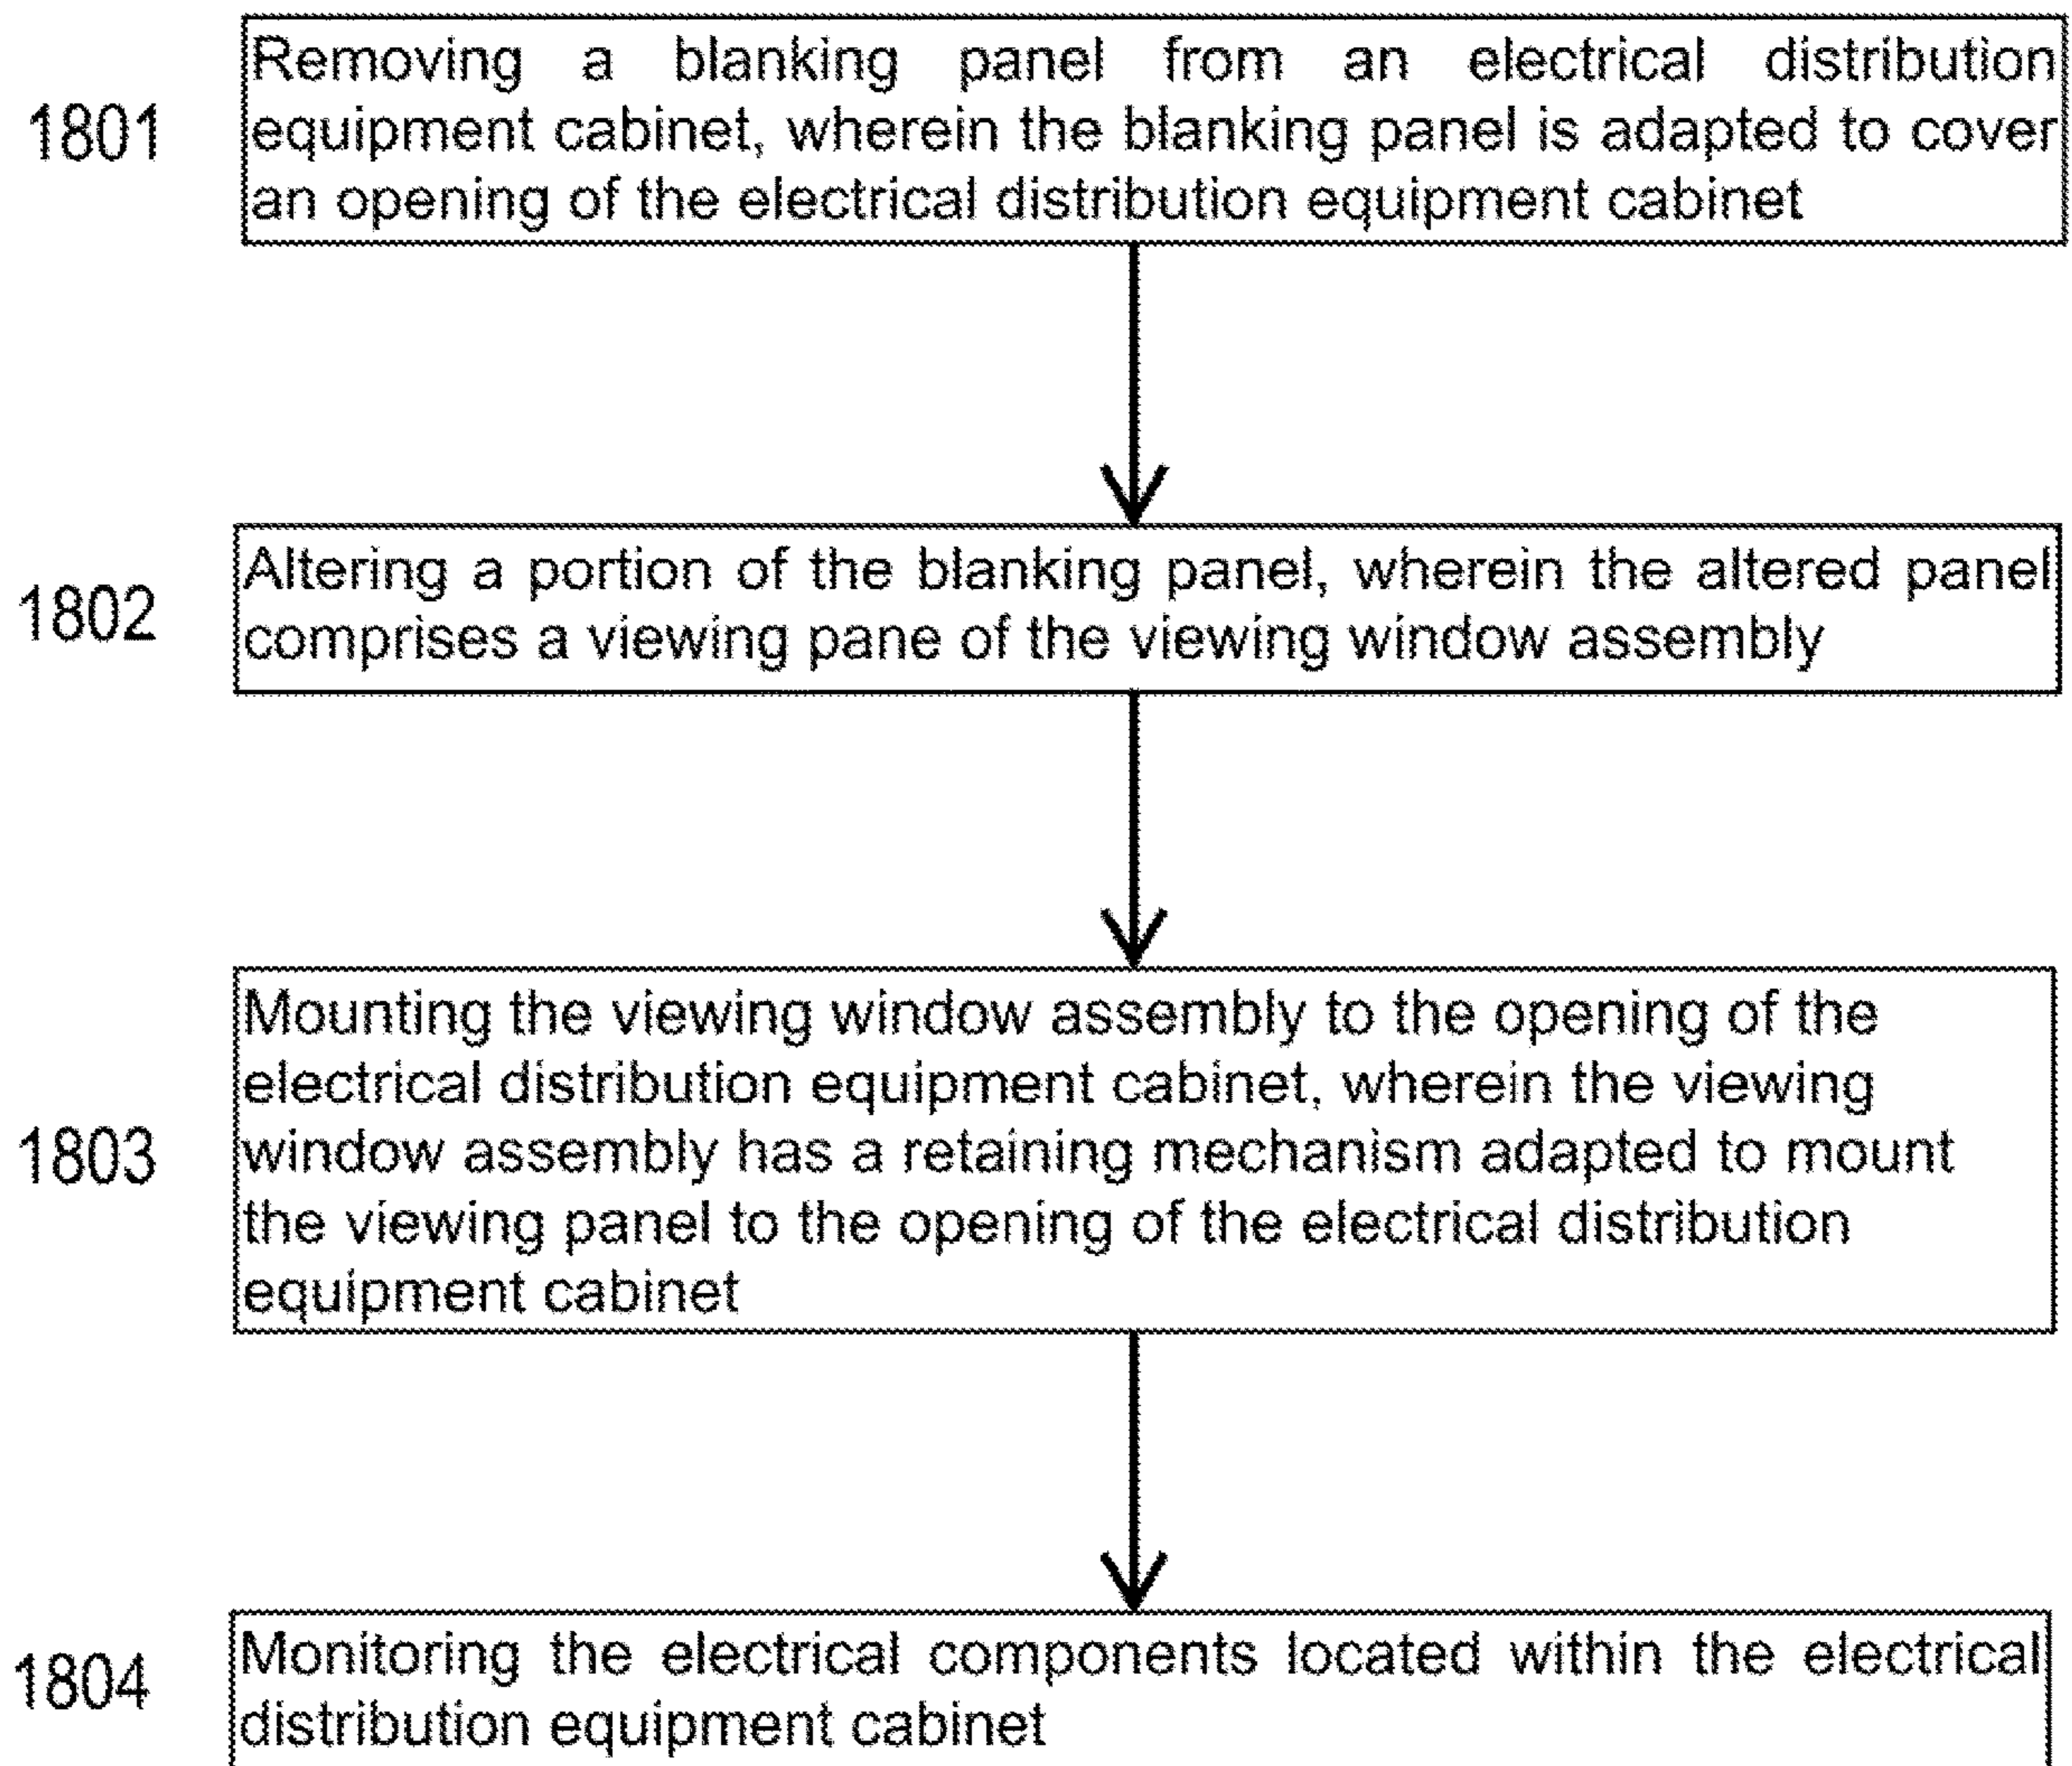 Removing a blanking panel from an electrical distribution
1801
equipment cabinet, wherein the blanking panel is adapted to cover
an opening of the electrical distribution equipment cabinet
Altering a portion of the blanking panel, wherein the altered panel
1802
comprises a viewing pane of the viewing window assembly
Mounting the viewing window assembly to the opening of the
electrical distribution equipment cabinet, wherein the viewing
1803
window assembly has a retaining mechanism adapted to mount
the viewing panel to the opening of the electrical distribution
equipment cabinet
Monitoring the electrical components located within the electrical
1804
distribution equipment cabinet